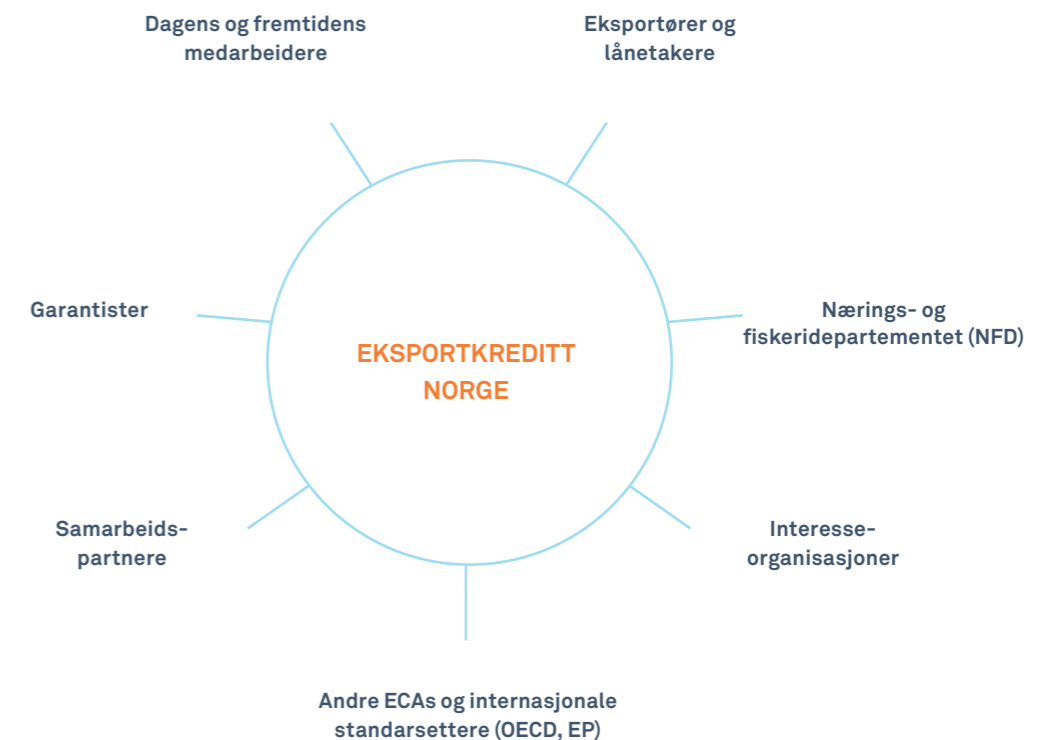 Dagens og fremtidens
medarbeidere
Eksportører og
lånetakere
Garantister
Nærings- og
fiskeridepartementet (NFD)
EKSPORTKREDITT
NORGE
Samarbeids-
partnere
Interesse-
organisasjoner
Andre ECAs og internasjonale
standarsettere (OECD, EP)